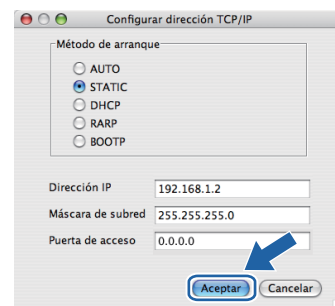 Configurar dirección TCP/IP
Método de arranque
AUTO
STATIC
DHCP
RARP
BOOTP
Dirección IP 192.168.1.2
Máscara de subred 255.255.255.0
Puerta de acceso 0.0.0.0
Aceptar Cancelar